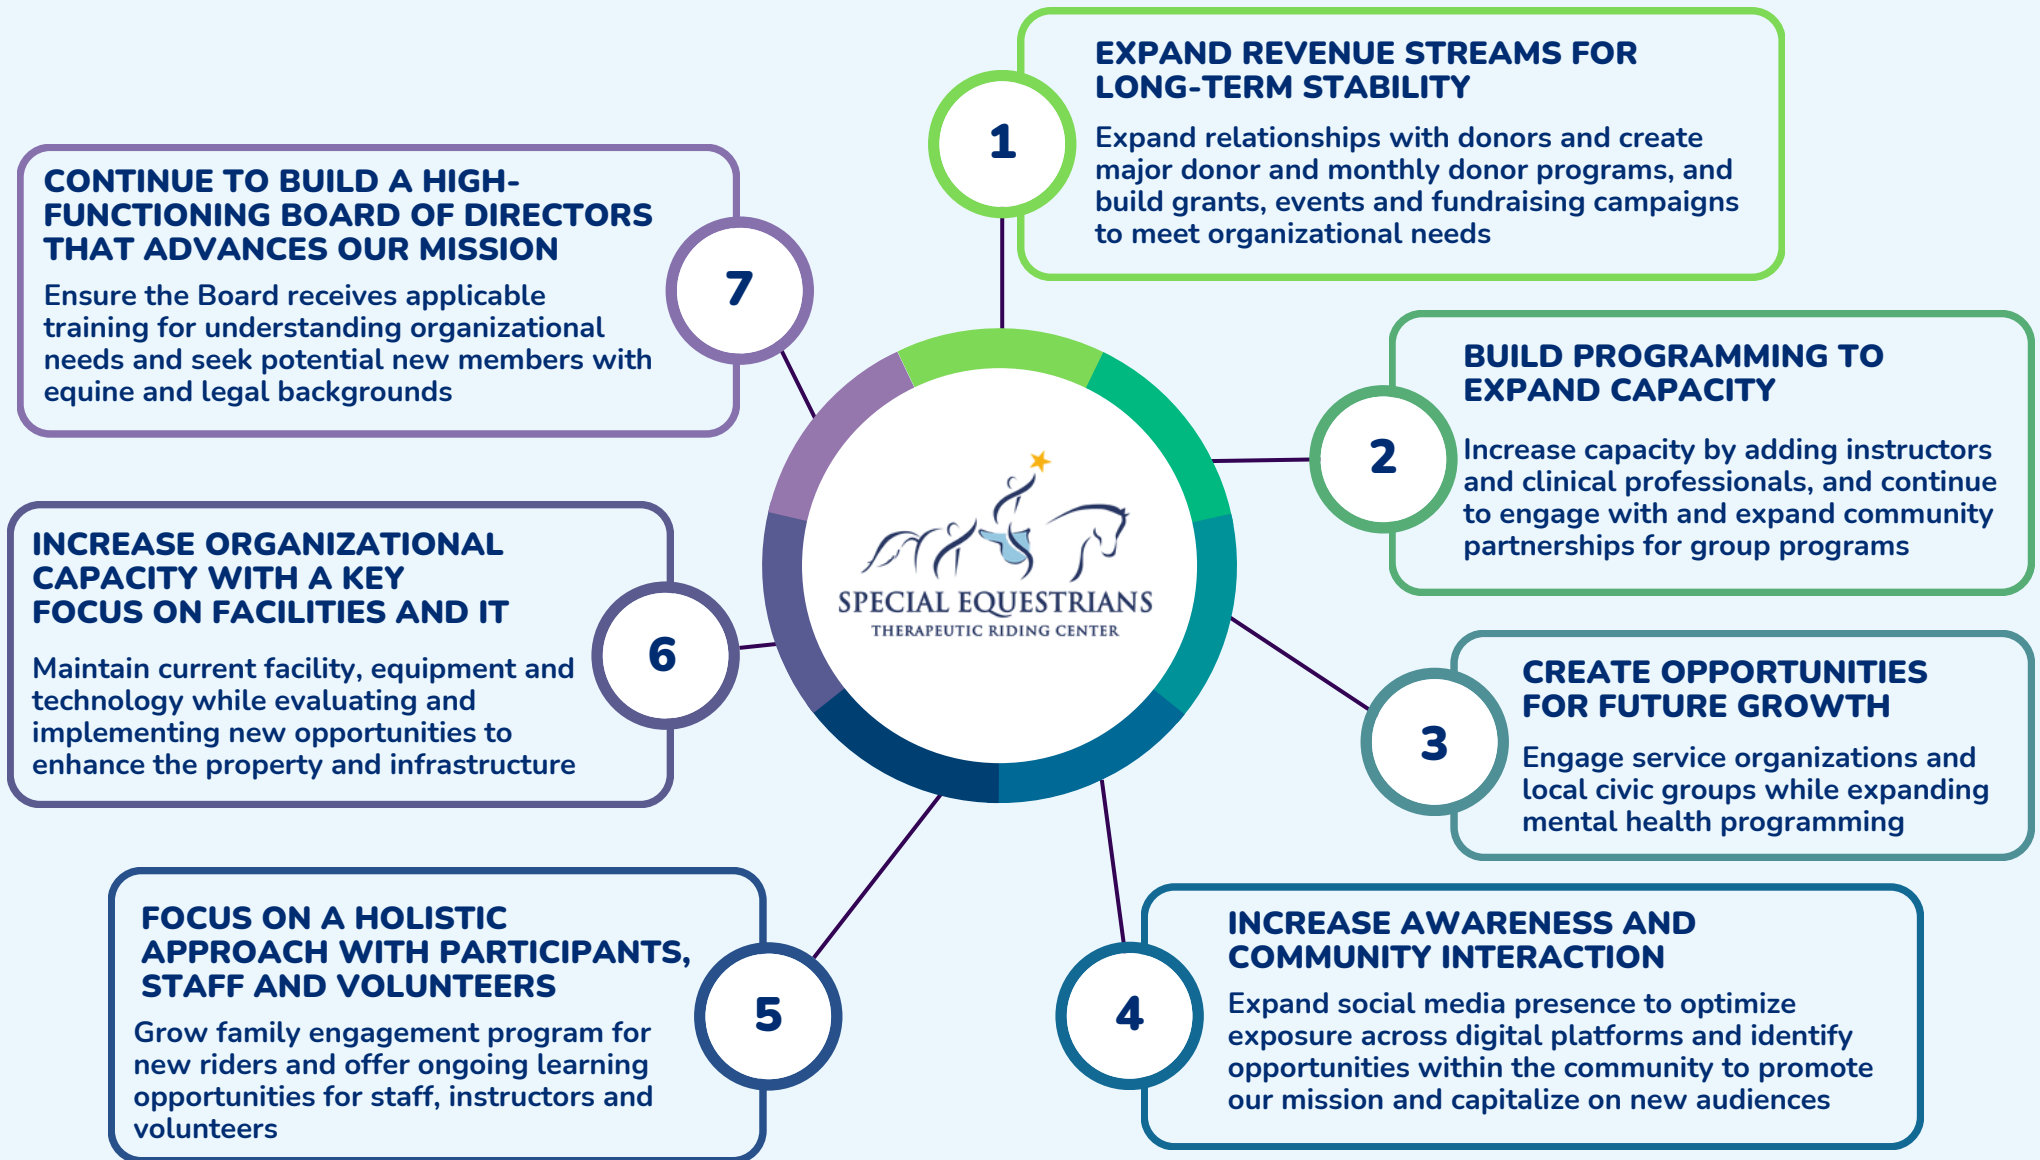 1
EXPAND REVENUE STREAMS FOR
LONG-TERM STABILITY
Expand relationships with donors and create
major donor and monthly donor programs, and
build grants, events and fundraising campaigns
to meet organizational needs
2
BUILD PROGRAMMING TO
EXPAND CAPACITY
Increase capacity by adding instructors
and clinical professionals, and continue
to engage with and expand community
partnerships for group programs
3
CREATE OPPORTUNITIES
FOR FUTURE GROWTH
Engage service organizations and
local civic groups while expanding
mental health programming
4
INCREASE AWARENESS AND
COMMUNITY INTERACTION
Expand social media presence to optimize
exposure across digital platforms and identify
opportunities within the community to promote
our mission and capitalize on new audiences
5
FOCUS ON A HOLISTIC
APPROACH WITH PARTICIPANTS,
STAFF AND VOLUNTEERS
Grow family engagement program for
new riders and offer ongoing learning
opportunities for staff, instructors and
volunteers
6
INCREASE ORGANIZATIONAL
CAPACITY WITH A KEY
FOCUS ON FACILITIES AND IT
Maintain current facility, equipment and
technology while evaluating and
implementing new opportunities to
enhance the property and infrastructure
7
CONTINUE TO BUILD A HIGH-
FUNCTIONING BOARD OF DIRECTORS
THAT ADVANCES OUR MISSION
Ensure the Board receives applicable
training for understanding organizational
needs and seek potential new members with
equine and legal backgrounds
SPECIAL EQUESTRIANS
THERAPEUTIC RIDING CENTER